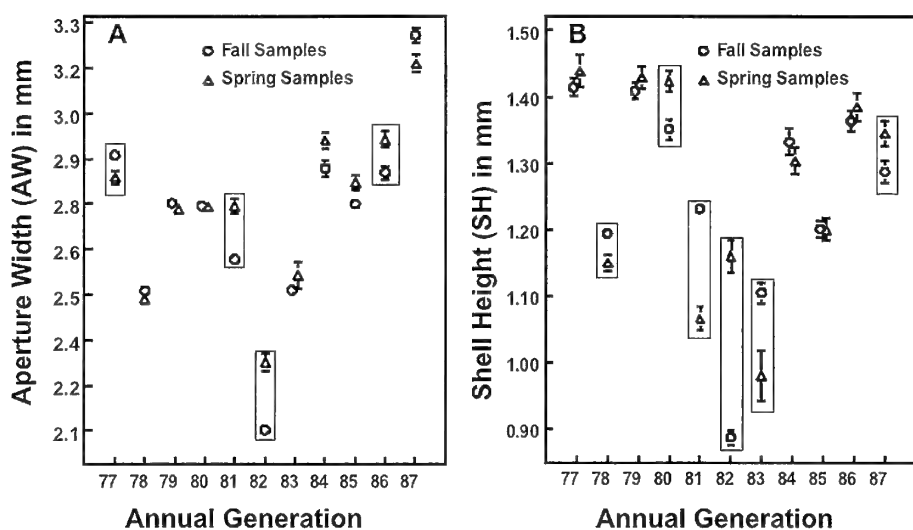 A
Fall Samples
Spring Samples
Aperture Width (AW) in mm
3.3
3.2
3.0
2.9
2.8
2.6
2.5
2.4
2.2
2.1
77 78 79 80 81 82 83 84 85 86 87
Annual Generation
B
Fall Samples
Spring Samples
Shell Height (SH) in mm
1.50
1.40
1.30
1.20
1.10
1.00
0.90
77 78 79 80 81 82 83 84 85 86 87
Annual Generation